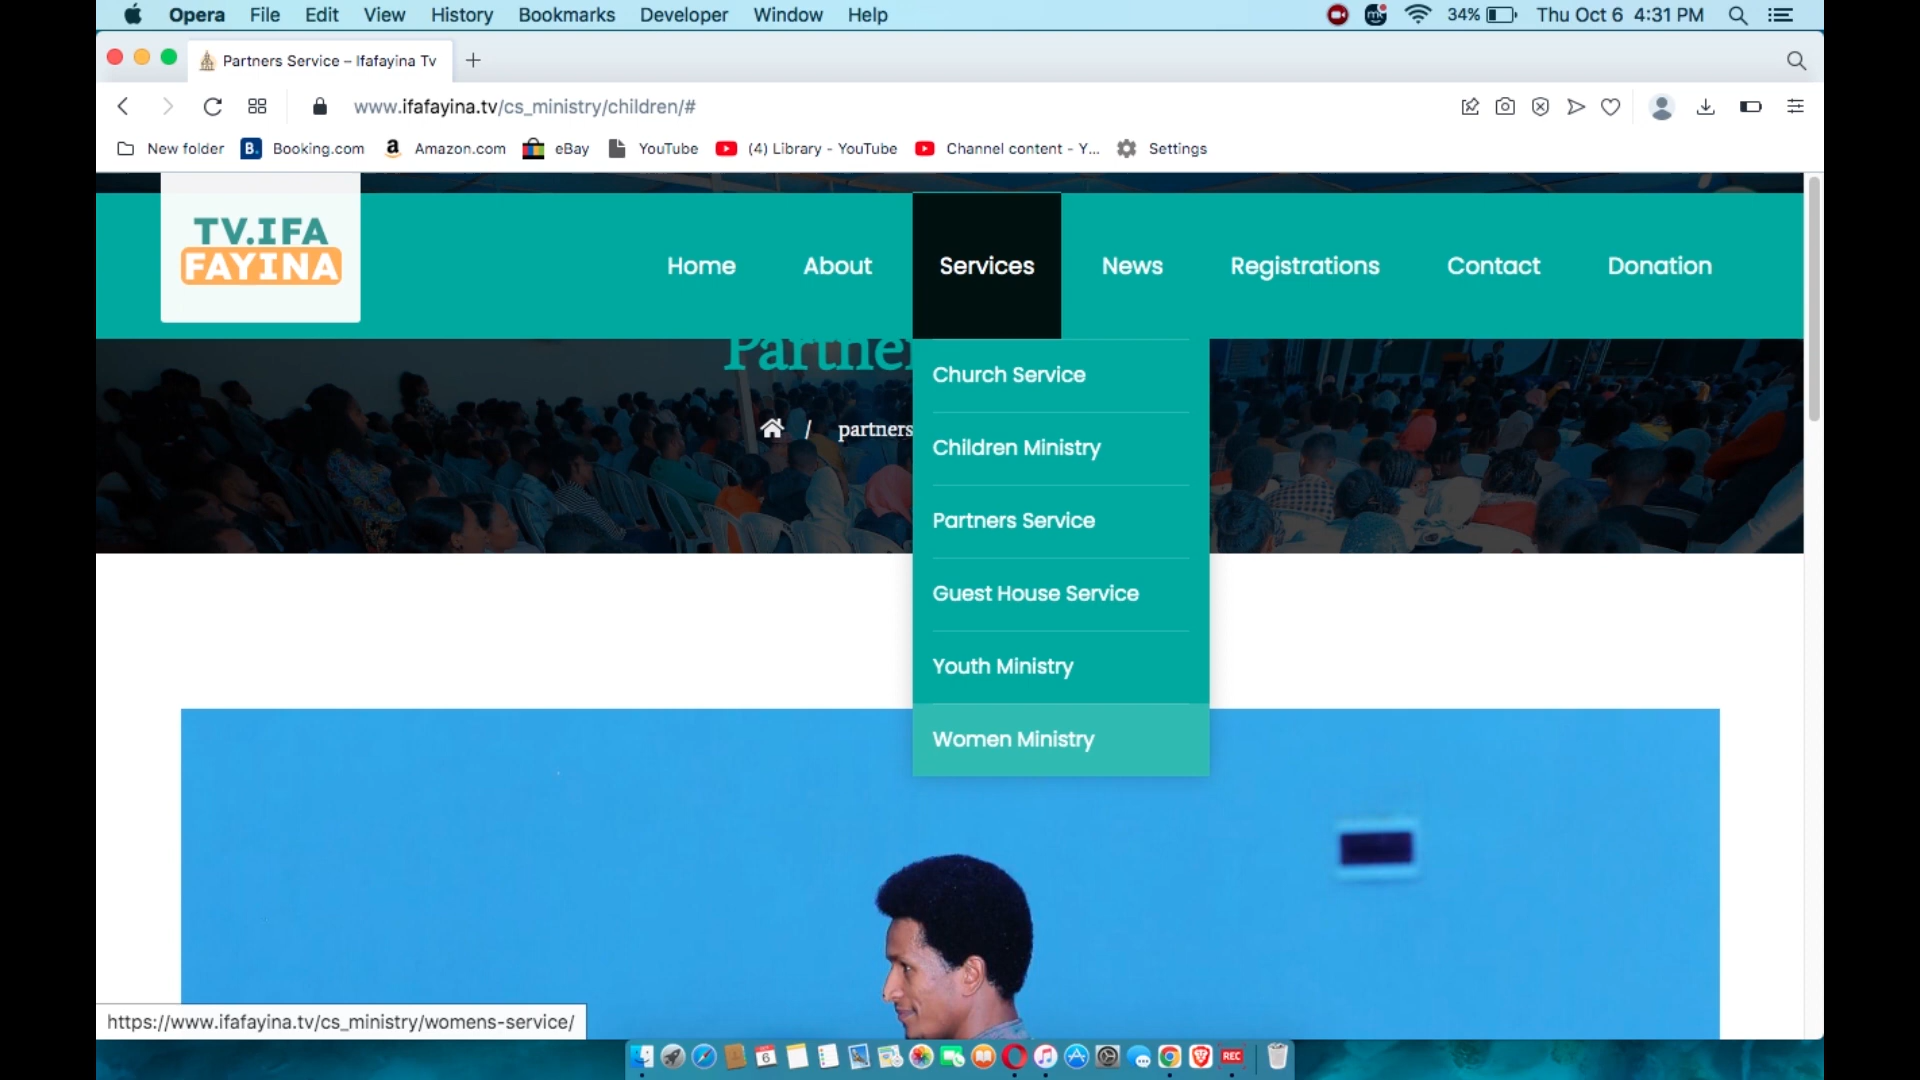 Opera File Edit View History Bookmarks Developer Window Help 34% Thu Oct 6 4:31 PM
Partners Service – Ifafayina Tv
www.ifafayina.tv/cs_ministry/children/#
New folder B. Booking.com a Amazon.com eBay YouTube (4) Library - YouTube Channel content - Y... Settings
TV.IFA
FAYINA
Home About Services News Registrations Contact Donation
Partner
/ partners
Church Service
Children Ministry
Partners Service
Guest House Service
Youth Ministry
Women Ministry
https://www.ifafayina.tv/cs_ministry/womens-service/
6 REC